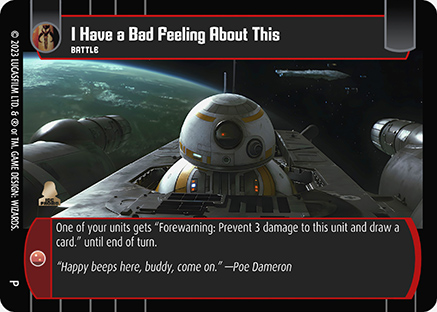 I Have a Bad Feeling About This
BATTLE
© 2023 LUCASFILM LTD. & ® or TM. GAME DESIGN: WIZARDS.
One of your units gets “Forewarning: Prevent 3 damage to this unit and draw a
card.” until end of turn.
“Happy beeps here, buddy, come on.” —Poe Dameron
P